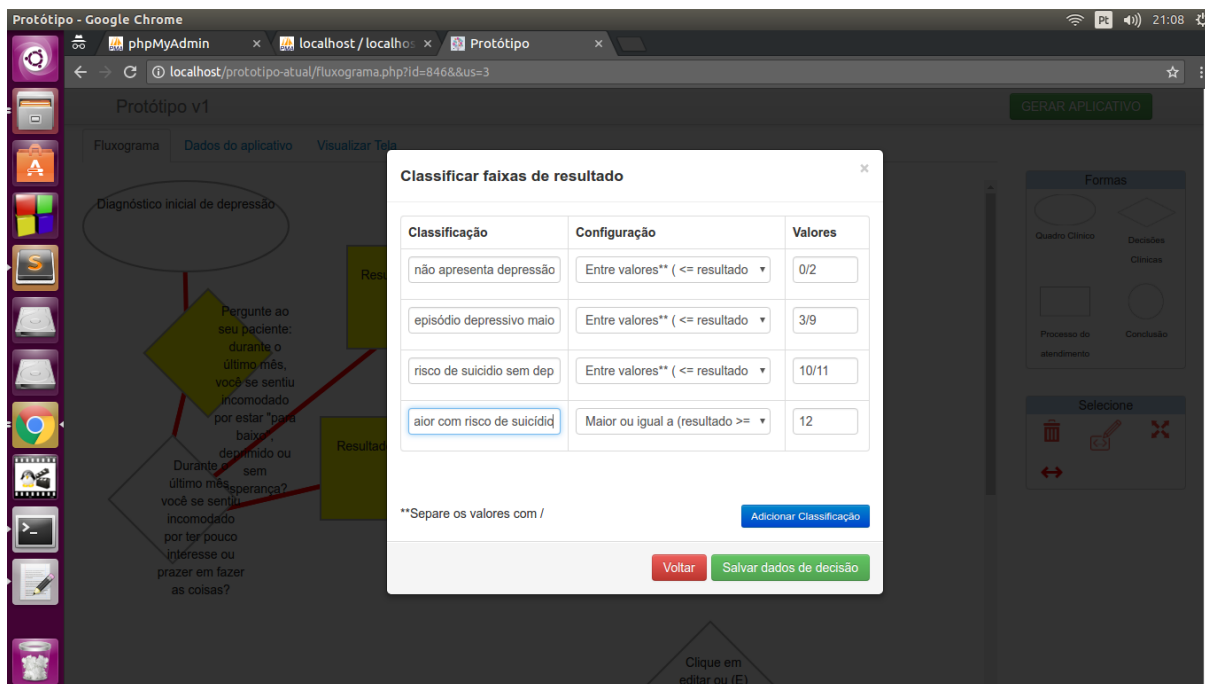 Protótipo - Google Chrome
Pt
21:08
phpMyAdmin
localhost / localhos
Protótipo
localhost/prototipo-atual/fluxograma.php?id=846&&us=3
Protótipo v1
GERAR APLICATIVO
Fluxograma
Dados do aplicativo
Visualizar Tela
Classificar faixas de resultado
×
Classificação
Configuração
Valores
não apresenta depressão
Entre valores** ( <= resultado
0/2
episódio depressivo maio
Entre valores** ( <= resultado
3/9
risco de suicidio sem dep
Entre valores** ( <= resultado
10/11
aior com risco de suicídio
Maior ou igual a (resultado >=
12
**Separe os valores com /
Adicionar Classificação
Voltar
Salvar dados de decisão
Diagnóstico inicial de depressão
Pergunte ao
seu paciente:
durante o
último mês,
você se sentiu
incomodado
por estar "para
baixo",
deprimido ou
sem
esperança?
Resu
Resultad
Durante o
último mês,
você se sentiu
incomodado
por ter pouco
interesse ou
prazer em fazer
as coisas?
Clique em
editar ou (E)
Formas
Quadro Clínico
Decisões
Clínicas
Processo do
atendimento
Conclusão
Selecione